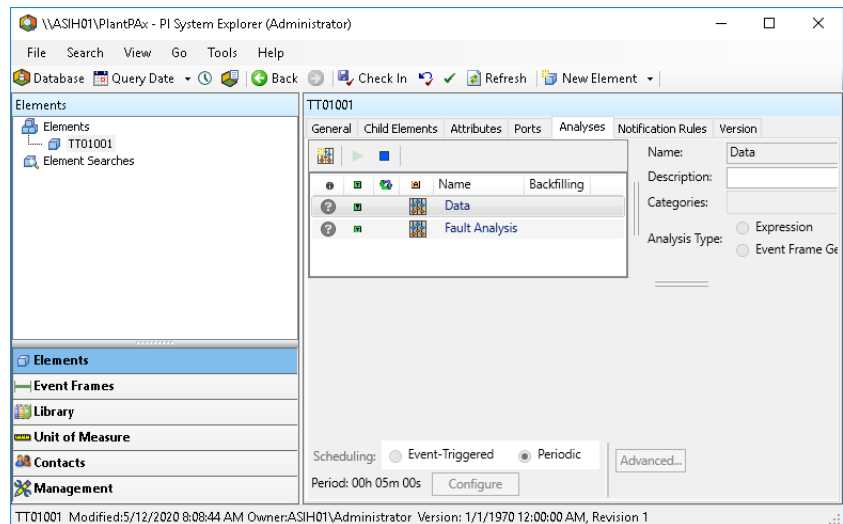 \\ASIH01\PlantPAx - PI System Explorer (Administrator)
File Search View Go Tools Help
Database Query Date Back Check In Refresh New Element
Elements
Elements
TT01001
Element Searches
Elements
Event Frames
Library
Unit of Measure
Contacts
Management
TT01001
General Child Elements Attributes Ports Analyses Notification Rules Version
Name Backfilling
Data
Fault Analysis
Name: Data
Description:
Categories:
Analysis Type: Expression
Event Frame Ge
Scheduling: Event-Triggered Periodic
Advanced...
Period: 00h 05m 00s Configure
TT01001 Modified:5/12/2020 8:08:44 AM Owner:ASIH01\Administrator Version: 1/1/1970 12:00:00 AM, Revision 1